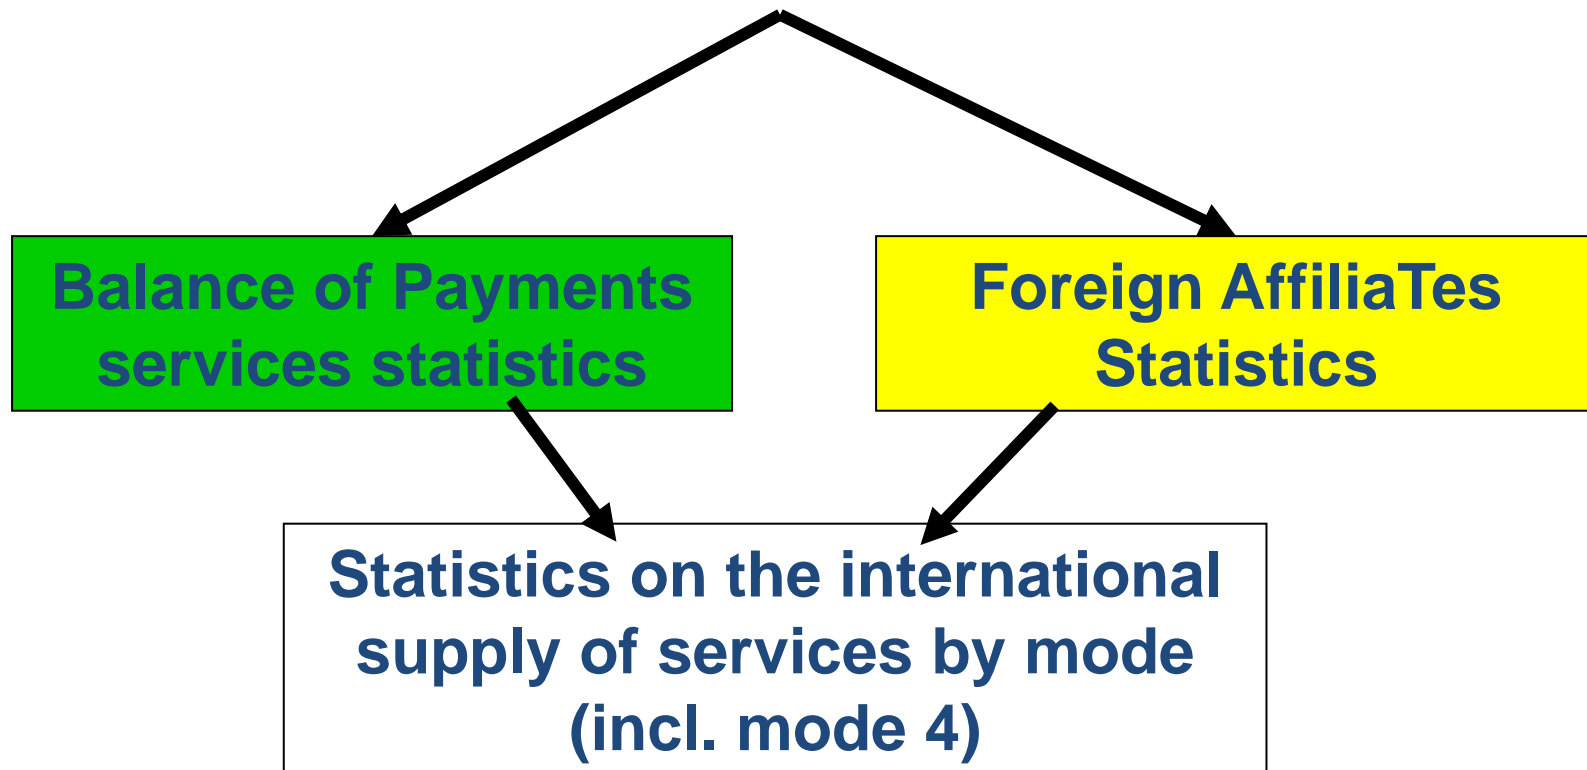 Balance of Payments
services statistics
Foreign AffiliaTes
Statistics
Statistics on the international
supply of services by mode
(incl. mode 4)